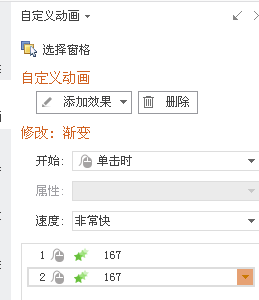 自定义动画
选择窗格
自定义动画
添加效果 删除
修改: 渐变
开始: 单击时
属性:
速度: 非常快
1 167
2 167